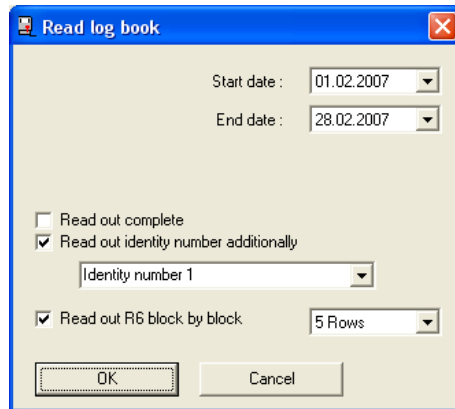 Read log book
Start date : 01.02.2007
End date : 28.02.2007
Read out complete
Read out identity number additionally
Identity number 1
Read out R6 block by block 5 Rows
OK Cancel